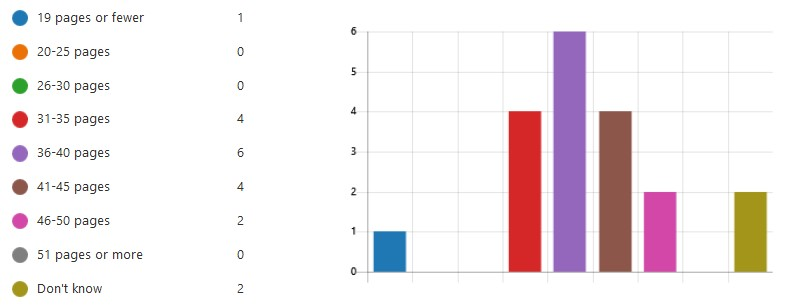 19 pages or fewer 1
20-25 pages 0
26-30 pages 0
31-35 pages 4
36-40 pages 6
41-45 pages 4
46-50 pages 2
51 pages or more 0
Don't know 2
6
5
4
3
2
1
0